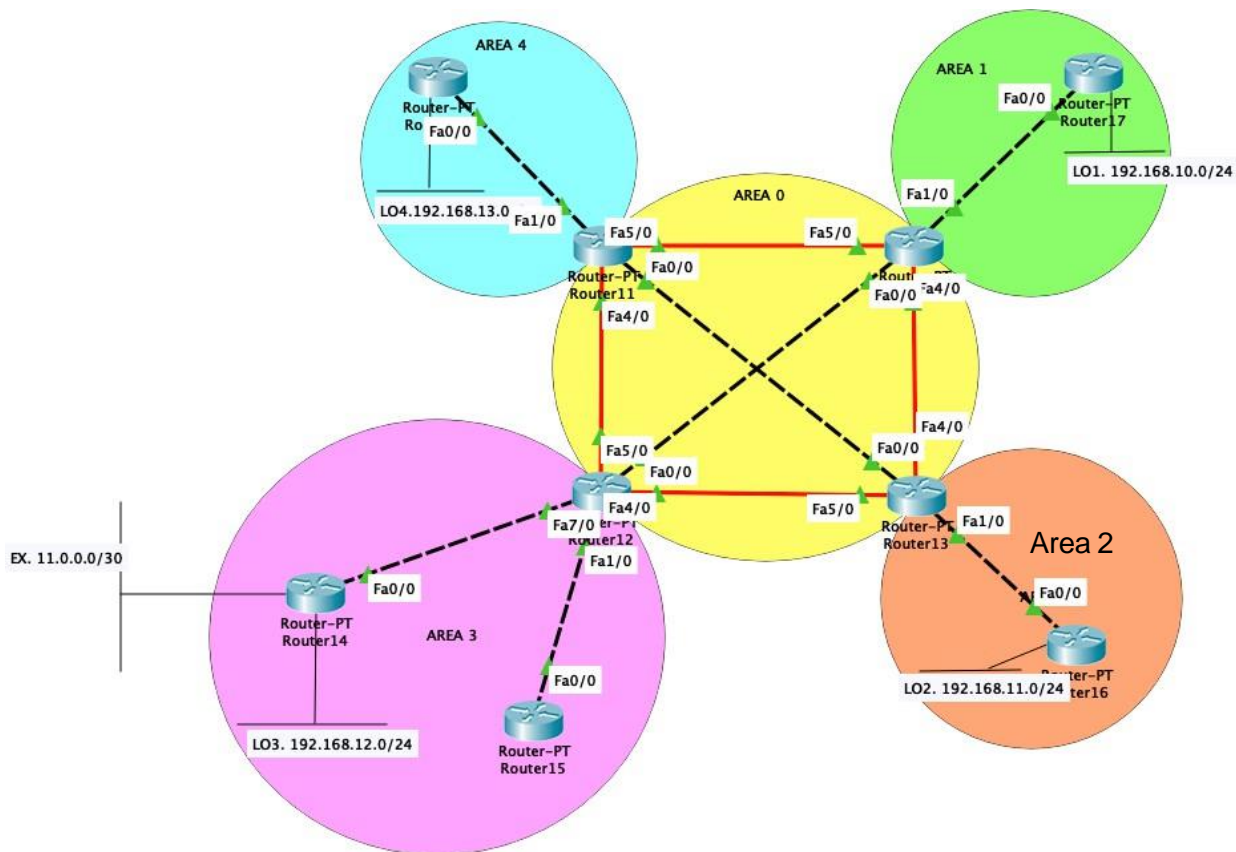 AREA 4
Router-PT
Fa0/0
LO4.192.168.13.0
Fa1/0
AREA 1
Fa0/0
Router-PT
Router17
LO1. 192.168.10.0/24
Fa1/0
AREA 0
Fa5/0
Fa5/0
Router-PT
Router11
Fa0/0
Fa4/0
Fa0/0
Fa4/0
Fa5/0
Fa0/0
Fa4/0
Router12
Fa7/0
Fa1/0
Fa4/0
Fa0/0
Fa5/0
Router-PT
Router13
Fa1/0
Area 2
Fa0/0
Router-PT
LO2. 192.168.11.0/24
EX. 11.0.0.0/30
Fa0/0
Router-PT
Router14
AREA 3
LO3. 192.168.12.0/24
Fa0/0
Router-PT
Router15